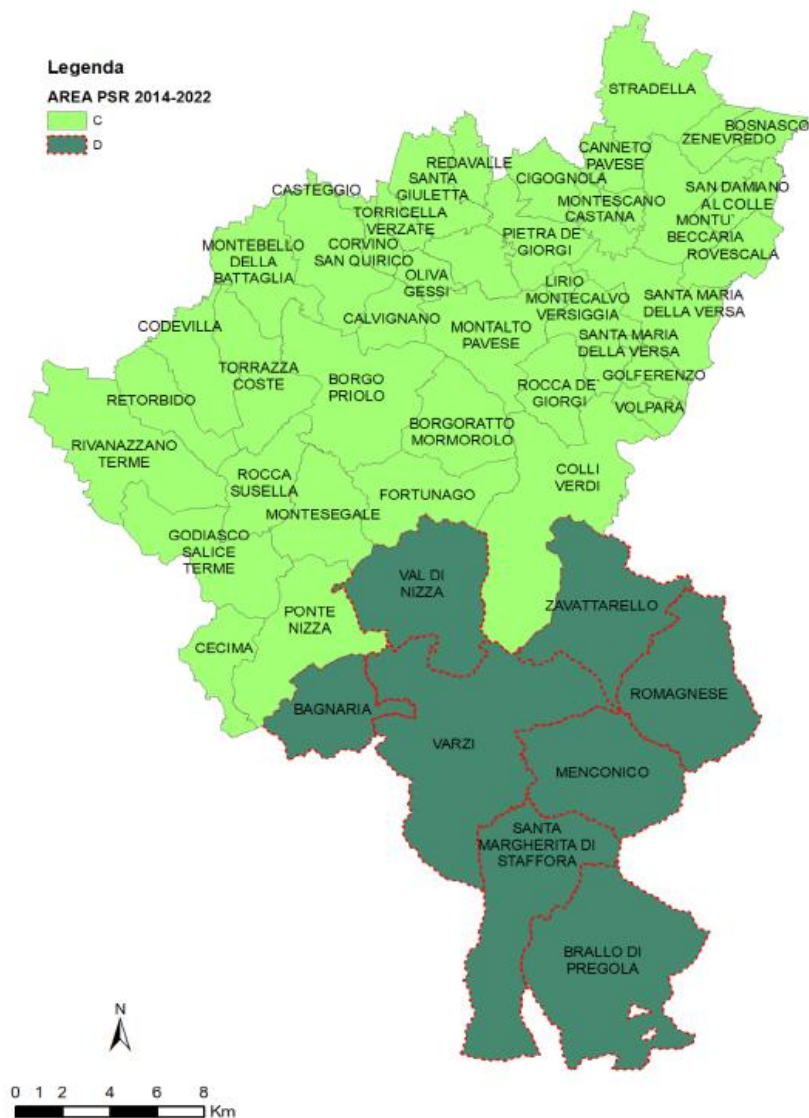 Legenda
AREA PSR 2014-2022
C
D
STRADELLA
BOSNASCO
ZENEVREDO
CANNETO
PAVESE
REDAVALLE
SANTA
GIULETTA
CIGOGNOLA
CASTEGGIO
SAN DAMIANO
AL COLLE
MONTESCANO
CASTANA
TORRICELLA
VERZATE
MONTU`
BECCARIA
PIETRA DE`
GIORGI
MONTEBELLO
DELLA
BATTAGLIA
CORVINO
SAN QUIRICO
ROVESCALA
OLIVA
GESSI
LIRIO
MONTECALVO
VERSIGGIA
SANTA MARIA
DELLA VERSA
CALVIGNANO
CODEVILLA
MONTALTO
PAVESE
SANTA MARIA
DELLA VERSA
TORRAZZA
COSTE
BORGO
PRIOLO
GOLFERENZO
ROCCA DE`
GIORGI
RETORBIDO
VOLPARA
BORGORATTO
MORMOROLO
RIVANAZZANO
TERME
COLLI
VERDI
ROCCA
SUSELLA
FORTUNAGO
MONTESEGALE
GODIASCO
SALICE
TERME
VAL DI
NIZZA
ZAVATTARELLO
PONTE
NIZZA
CECIMA
ROMAGNESE
BAGNARIA
VARZI
MENCONICO
SANTA
MARGHERITA DI
STAFFORA
BRALLO DI
PREGOLA
N
0 1 2 4 6 8
Km